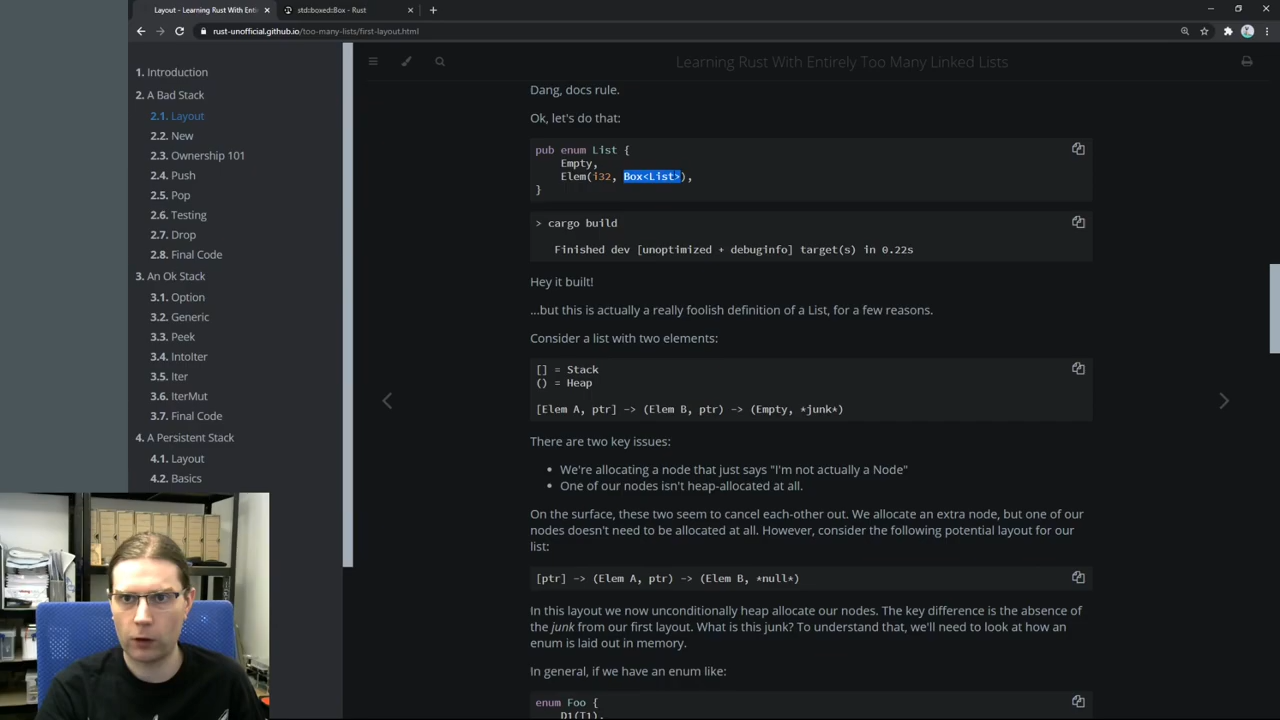 Layout - Learning Rust With Enti
std::boxed::Box - Rust
rust-unofficial.github.io/too-many-lists/first-layout.html
1. Introduction
2. A Bad Stack
2.1. Layout
2.2. New
2.3. Ownership 101
2.4. Push
2.5. Pop
2.6. Testing
2.7. Drop
2.8. Final Code
3. An Ok Stack
3.1. Option
3.2. Generic
3.3. Peek
3.4. IntoIter
3.5. Iter
3.6. IterMut
3.7. Final Code
4. A Persistent Stack
4.1. Layout
4.2. Basics
Learning Rust With Entirely Too Many Linked Lists
Dang, docs rule.
Ok, let's do that:
pub enum List {
Empty,
Elem(i32, Box<List>),
}
> cargo build
Finished dev [unoptimized + debuginfo] target(s) in 0.22s
Hey it built!
...but this is actually a really foolish definition of a List, for a few reasons.
Consider a list with two elements:
[] = Stack
() = Heap
[Elem A, ptr] -> (Elem B, ptr) -> (Empty, *junk*)
There are two key issues:
• We're allocating a node that just says "I'm not actually a Node"
• One of our nodes isn't heap-allocated at all.
On the surface, these two seem to cancel each-other out. We allocate an extra node, but one of our
nodes doesn't need to be allocated at all. However, consider the following potential layout for our
list:
[ptr] -> (Elem A, ptr) -> (Elem B, *null*)
In this layout we now unconditionally heap allocate our nodes. The key difference is the absence of
the junk from our first layout. What is this junk? To understand that, we'll need to look at how an
enum is laid out in memory.
In general, if we have an enum like:
enum Foo {
D1(T1),